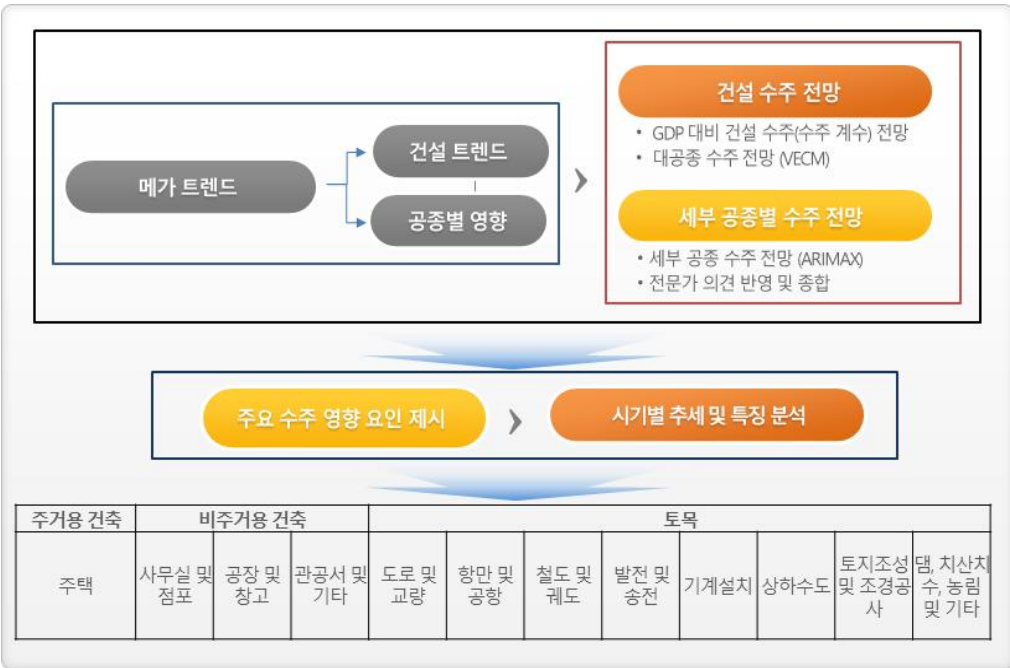 메가 트렌드
건설 트렌드
공종별 영향
건설 수주 전망
• GDP 대비 건설 수주(수주 계수) 전망
• 대공종 수주 전망 (VECM)
세부 공종별 수주 전망
• 세부 공종 수주 전망 (ARIMAX)
• 전문가 의견 반영 및 종합
주요 수주 영향 요인 제시
시기별 추세 및 특징 분석
주거용 건축
비주거용 건축
토목
주택
사무실 및
점포
공장 및
창고
관공서 및
기타
도로 및
교량
항만 및
공항
철도 및
궤도
발전 및
송전
기계설치
상하수도
토지조성
및 조경공
사
댐, 치산치
수, 농림
및 기타